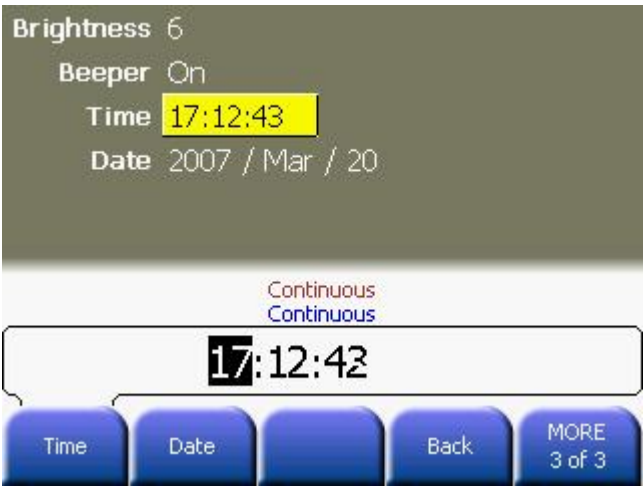 Brightness 6
Beeper On
Time 17:12:43
Date 2007 / Mar / 20
Continuous
Continuous
17:12:43
Time Date Back MORE
3 of 3